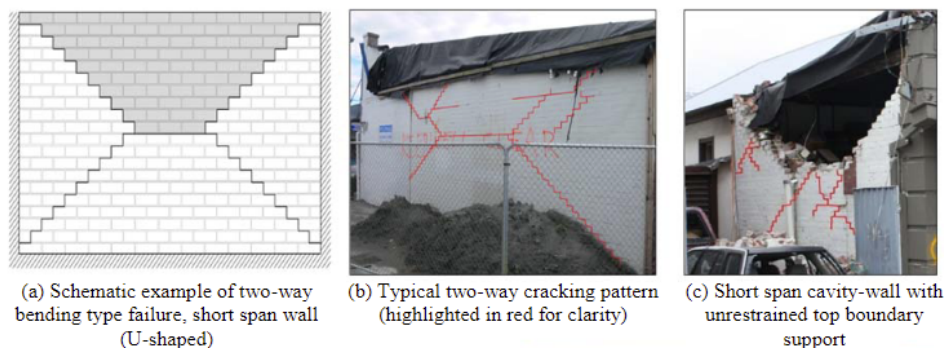 (a) Schematic example of two-way
bending type failure, short span wall
(U-shaped)
(b) Typical two-way cracking pattern
(highlighted in red for clarity)
(c) Short span cavity-wall with
unrestrained top boundary
support